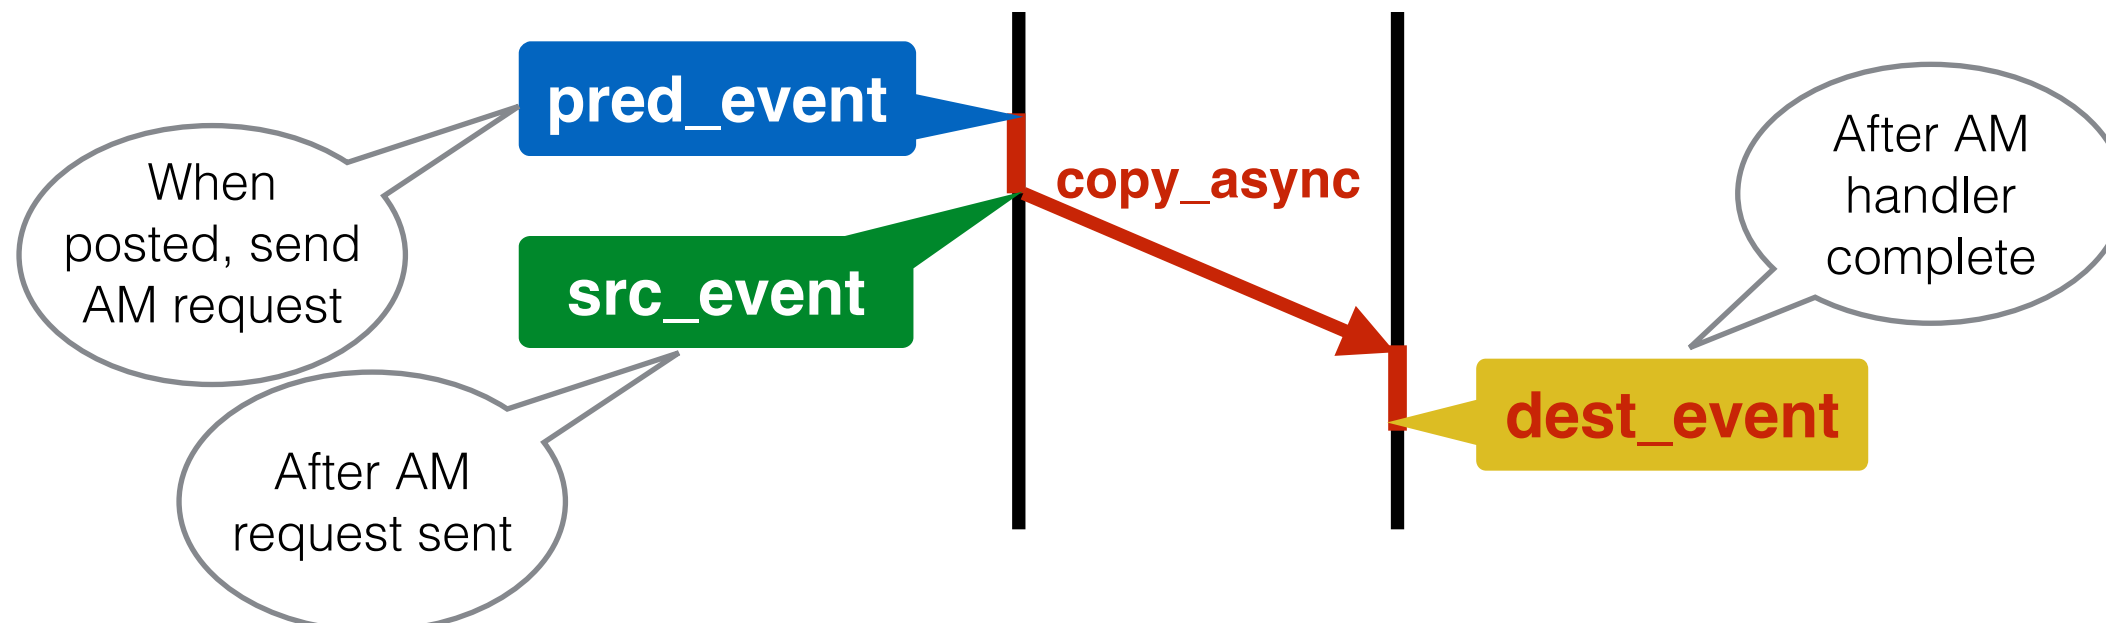 pred_event
When
posted, send
AM request
copy_async
src_event
After AM
request sent
After AM
handler
complete
dest_event